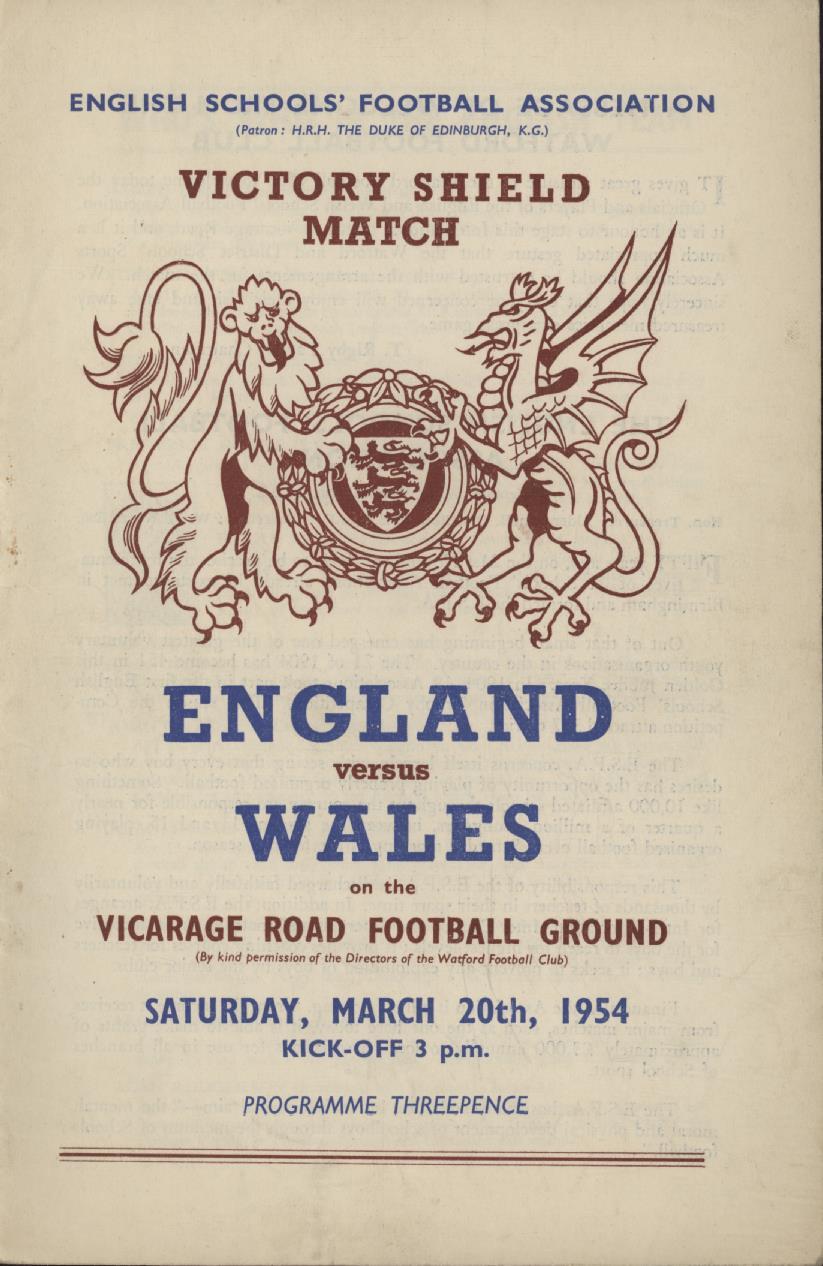 ENGLISH SCHOOLS' FOOTBALL ASSOCIATION
(Patron: H.R.H. THE DUKE OF EDINBURGH, K.G.)
VICTORY SHIELD
MATCH
ENGLAND
versus
WALES
on the
VICARAGE ROAD FOOTBALL GROUND
(By kind permission of the Directors of the Watford Football Club)
SATURDAY, MARCH 20th, 1954
KICK-OFF 3 p.m.
PROGRAMME THREEPENCE